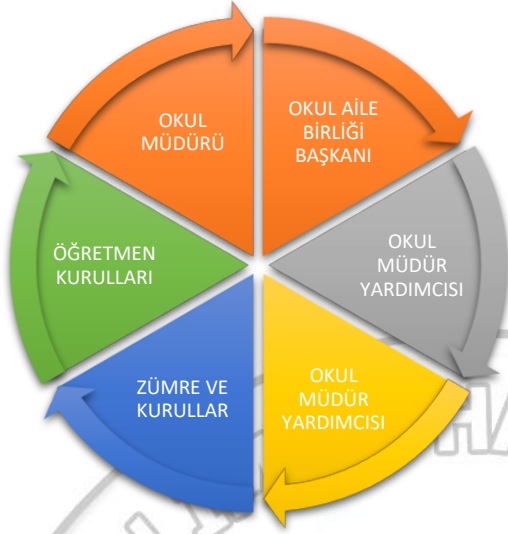 OKUL
MÜDÜRÜ
OKUL AİLE
BİRLİĞİ
BAŞKANI
OKUL
MÜDÜR
YARDIMCISI
OKUL
MÜDÜR
YARDIMCISI
ZÜMRE VE
KURULLAR
ÖĞRETMEN
KURULLARI